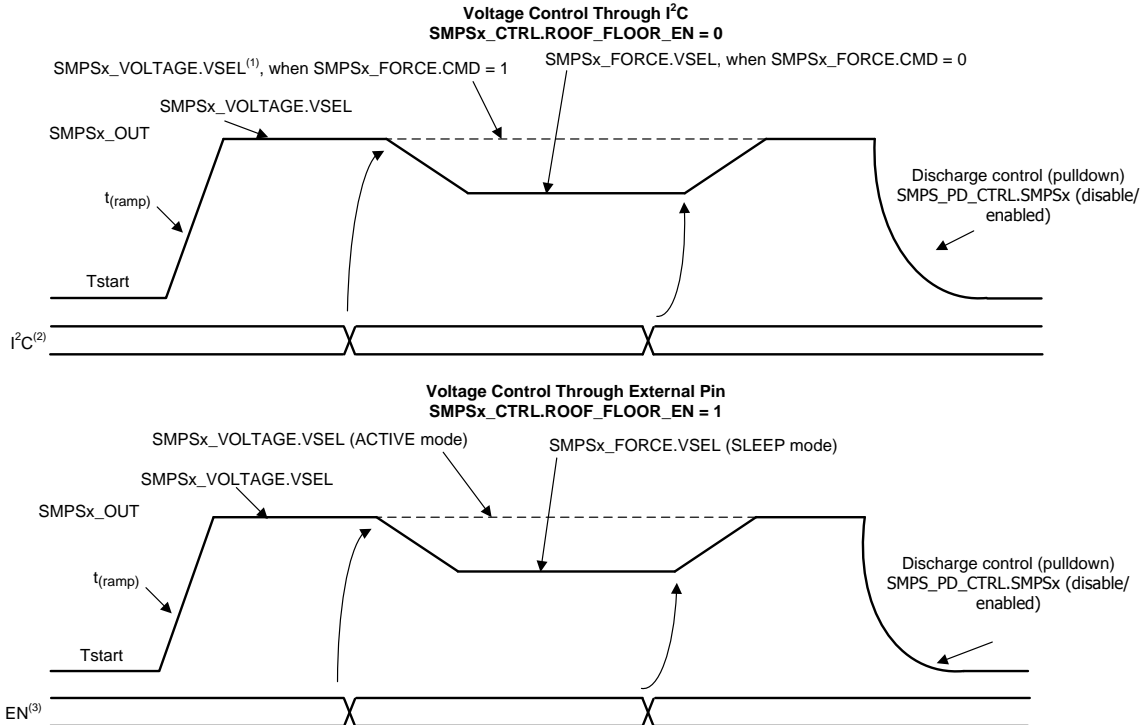 Voltage Control Through I²C
SMPSx_CTRL.ROOF_FLOOR_EN = 0
SMPSx_VOLTAGE.VSEL(1), when SMPSx_FORCE.CMD = 1
SMPSx_FORCE.VSEL, when SMPSx_FORCE.CMD = 0
SMPSx_VOLTAGE.VSEL
SMPSx_OUT
Discharge control (pulldown)
SMPS_PD_CTRL.SMPSx (disable/
enabled)
t(ramp)
Tstart
I²C(2)
Voltage Control Through External Pin
SMPSx_CTRL.ROOF_FLOOR_EN = 1
SMPSx_VOLTAGE.VSEL (ACTIVE mode)
SMPSx_FORCE.VSEL (SLEEP mode)
SMPSx_VOLTAGE.VSEL
SMPSx_OUT
Discharge control (pulldown)
SMPS_PD_CTRL.SMPSx (disable/
enabled)
t(ramp)
Tstart
EN(3)